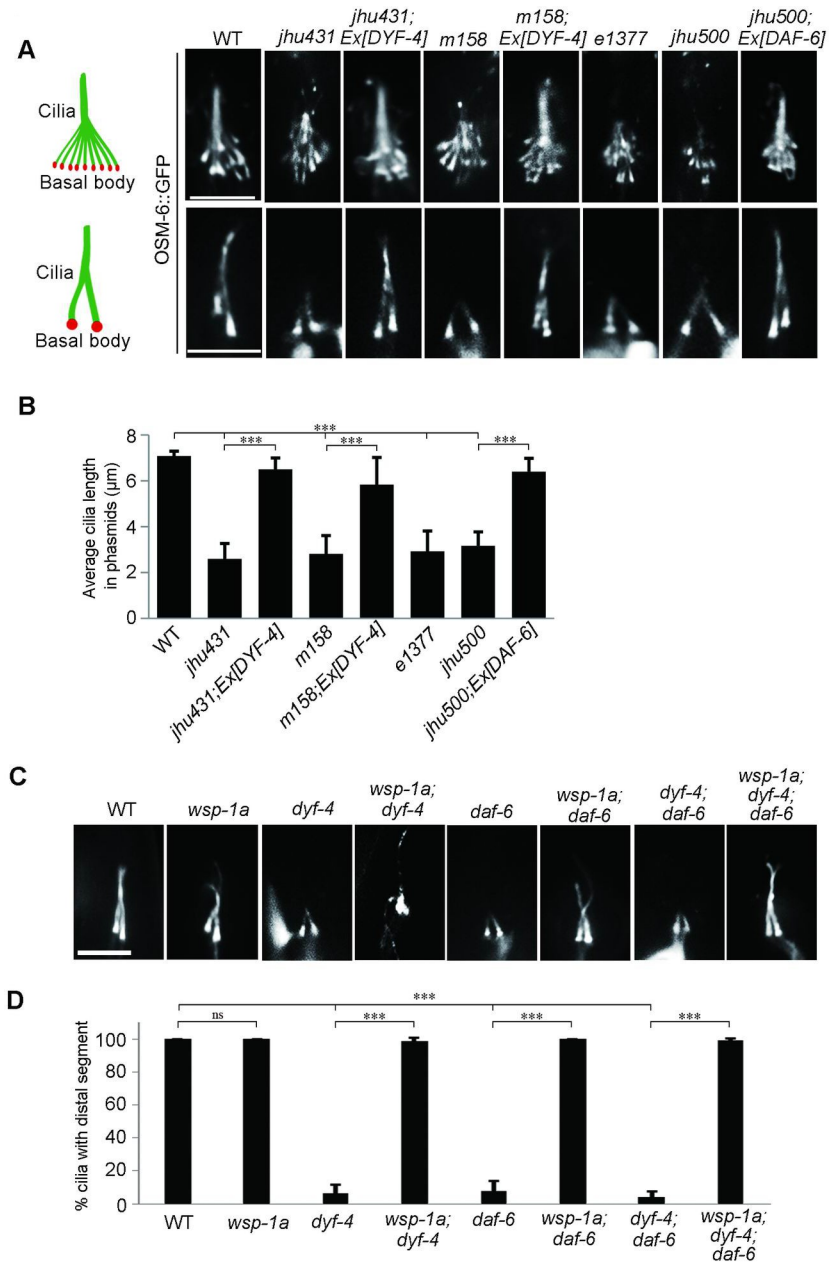 A
WT
jhu431
jhu431;
Ex[DYF-4]
m158
m158;
Ex[DYF-4]
e1377
jhu500
jhu500;
Ex[DAF-6]
Cilia
Basal body
Cilia
Basal body
OSM-6::GFP
B
Average cilia length
in phasmids (µm)
8
6
4
2
0
***
***
***
***
WT
jhu431
jhu431;Ex[DYF-4]
m158
m158;Ex[DYF-4]
e1377
jhu500
jhu500;Ex[DAF-6]
C
WT
wsp-1a
dyf-4
wsp-1a;
dyf-4
daf-6
wsp-1a;
daf-6
dyf-4;
daf-6
wsp-1a;
dyf-4;
daf-6
D
% cilia with distal segment
100
80
60
40
20
0
***
ns
***
***
***
WT
wsp-1a
dyf-4
wsp-1a;
dyf-4
daf-6
wsp-1a;
daf-6
dyf-4;
daf-6
wsp-1a;
dyf-4;
daf-6